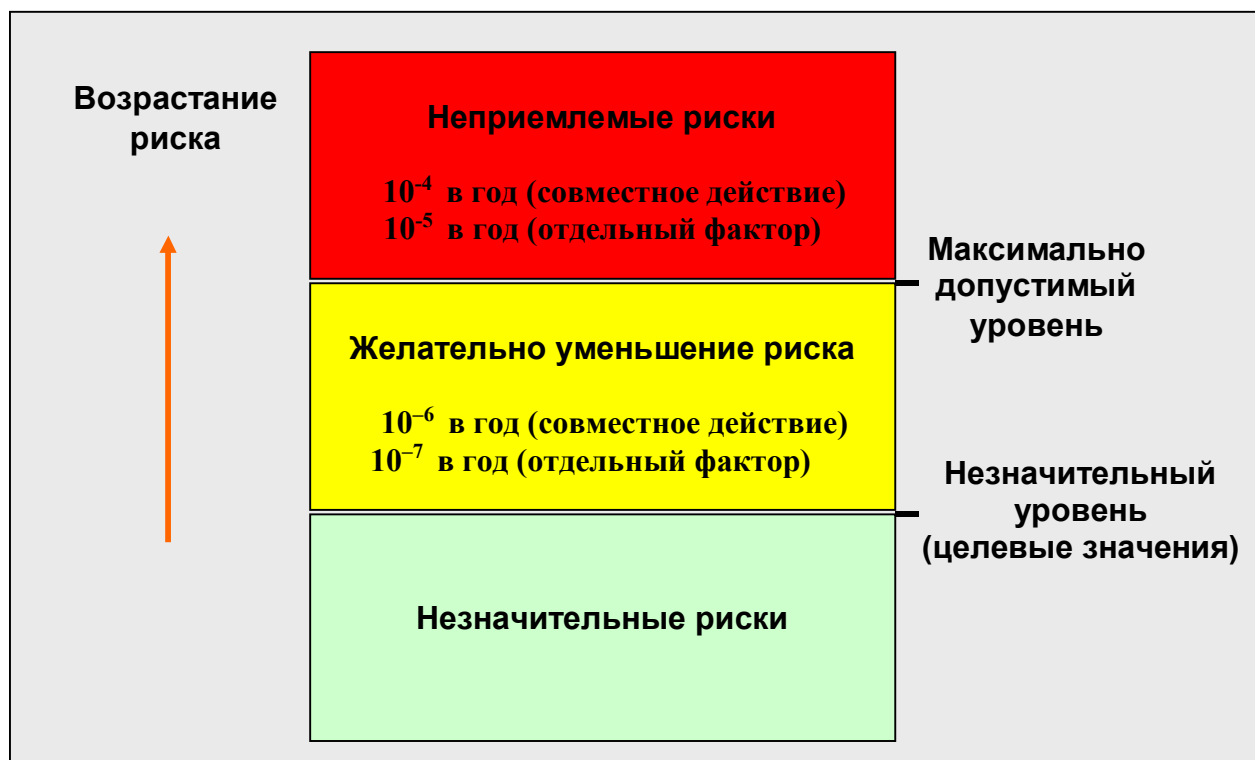 Возрастание
риска
Неприемлемые риски
10⁻⁴ в год (совместное действие)
10⁻⁵ в год (отдельный фактор)
Максимально
допустимый
уровень
Желательно уменьшение риска
10⁻⁶ в год (совместное действие)
10⁻⁷ в год (отдельный фактор)
Незначительный
уровень
(целевые значения)
Незначительные риски